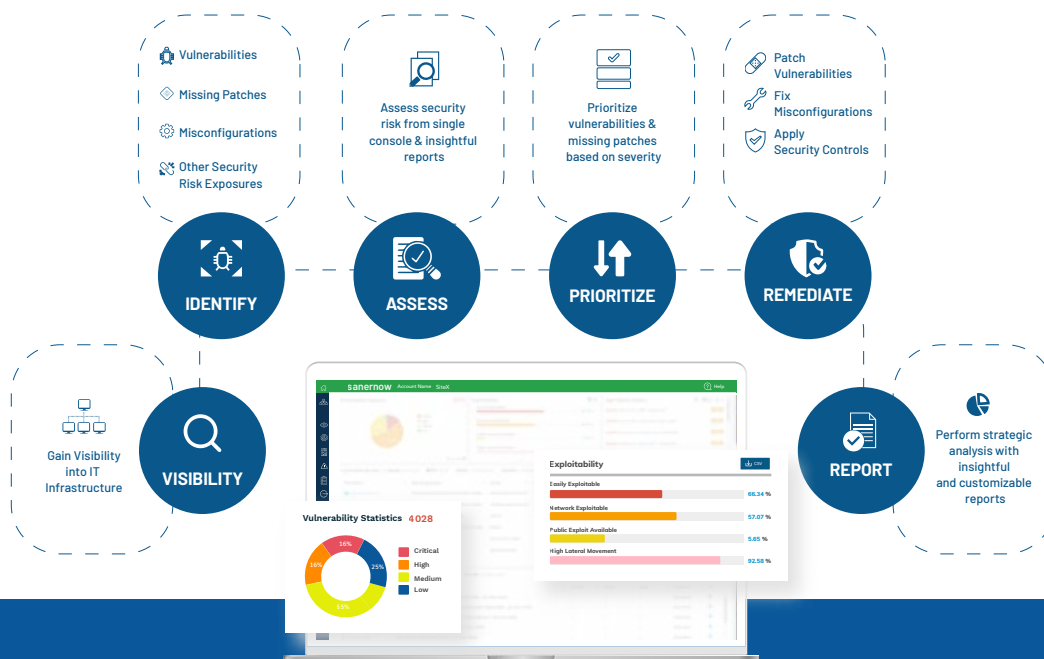 Vulnerabilities
Missing Patches
Misconfigurations
Other Security
Risk Exposures
IDENTIFY
Assess security
risk from single
console & insightful
reports
ASSESS
Prioritize
vulnerabilities &
missing patches
based on severity
PRIORITIZE
Patch
Vulnerabilities
Fix
Misconfigurations
Apply
Security Controls
REMEDIATE
Gain Visibility
into IT
Infrastructure
VISIBILITY
sanernow Account Name SiteX Help
Exploitability CSV
Easily Exploitable
66.34 %
Network Exploitable
57.07 %
Public Exploit Available
5.65 %
High Lateral Movement
92.58 %
Vulnerability Statistics 4028
16%
16%
25%
Critical
High
Medium
Low
REPORT
Perform strategic
analysis with
insightful
and customizable
reports